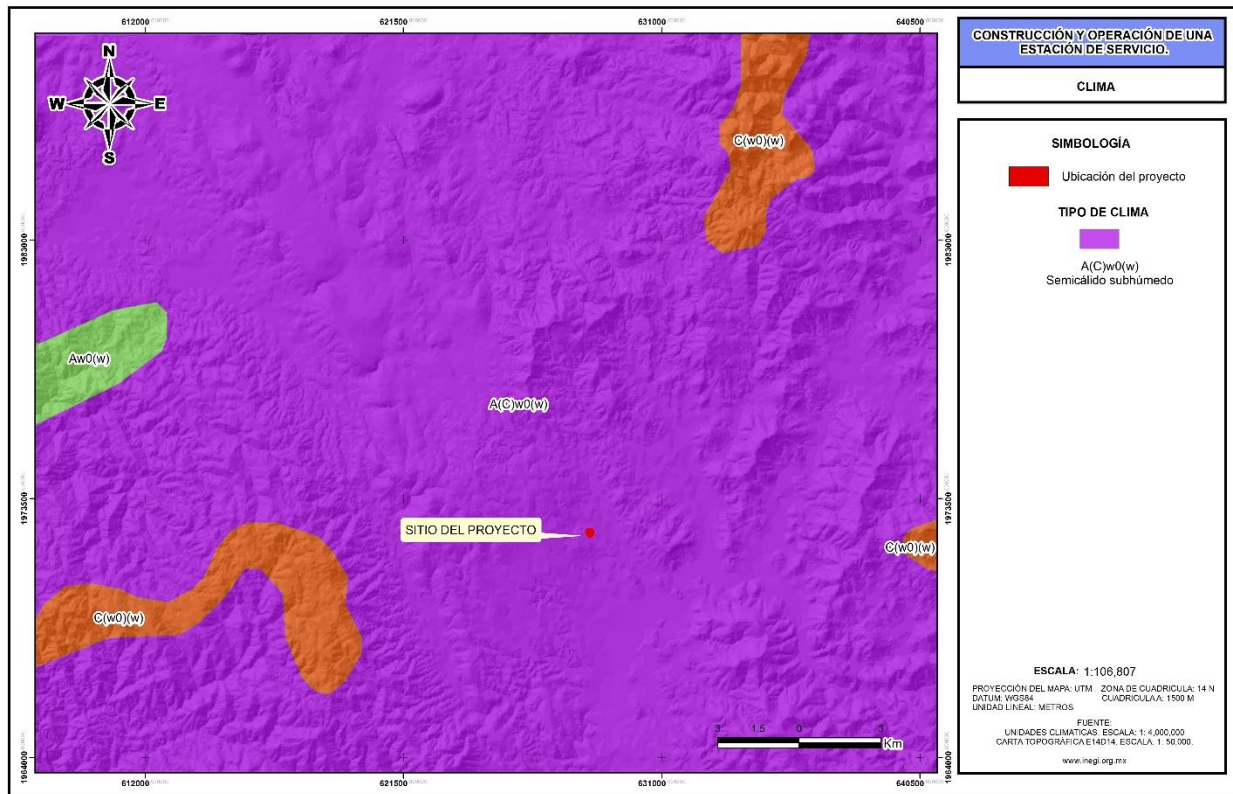 612000
621500
631000
640500
N
W
E
S
1983000
1983000
1973500
1973500
1964000
1964000
C(w0)(w)
Aw0(w)
A(C)w0(w)
SITIO DEL PROYECTO
C(w0)(w)
C(w0)(w)
3 1.5 0 3
Km
612000
621500
631000
640500
CONSTRUCCIÓN Y OPERACIÓN DE UNA
ESTACIÓN DE SERVICIO.
CLIMA
SIMBOLOGÍA
Ubicación del proyecto
TIPO DE CLIMA
A(C)w0(w)
Semicálido subhúmedo
ESCALA: 1:106,807
PROYECCIÓN DEL MAPA: UTM ZONA DE CUADRICULA: 14 N
DATUM: WGS84 CUADRICULA A: 1500 M
UNIDAD LINEAL: METROS
FUENTE:
UNIDADES CLIMATICAS. ESCALA: 1: 4,000,000
CARTA TOPOGRÁFICA E14D14. ESCALA. 1: 50,000.
www.inegi.org.mx